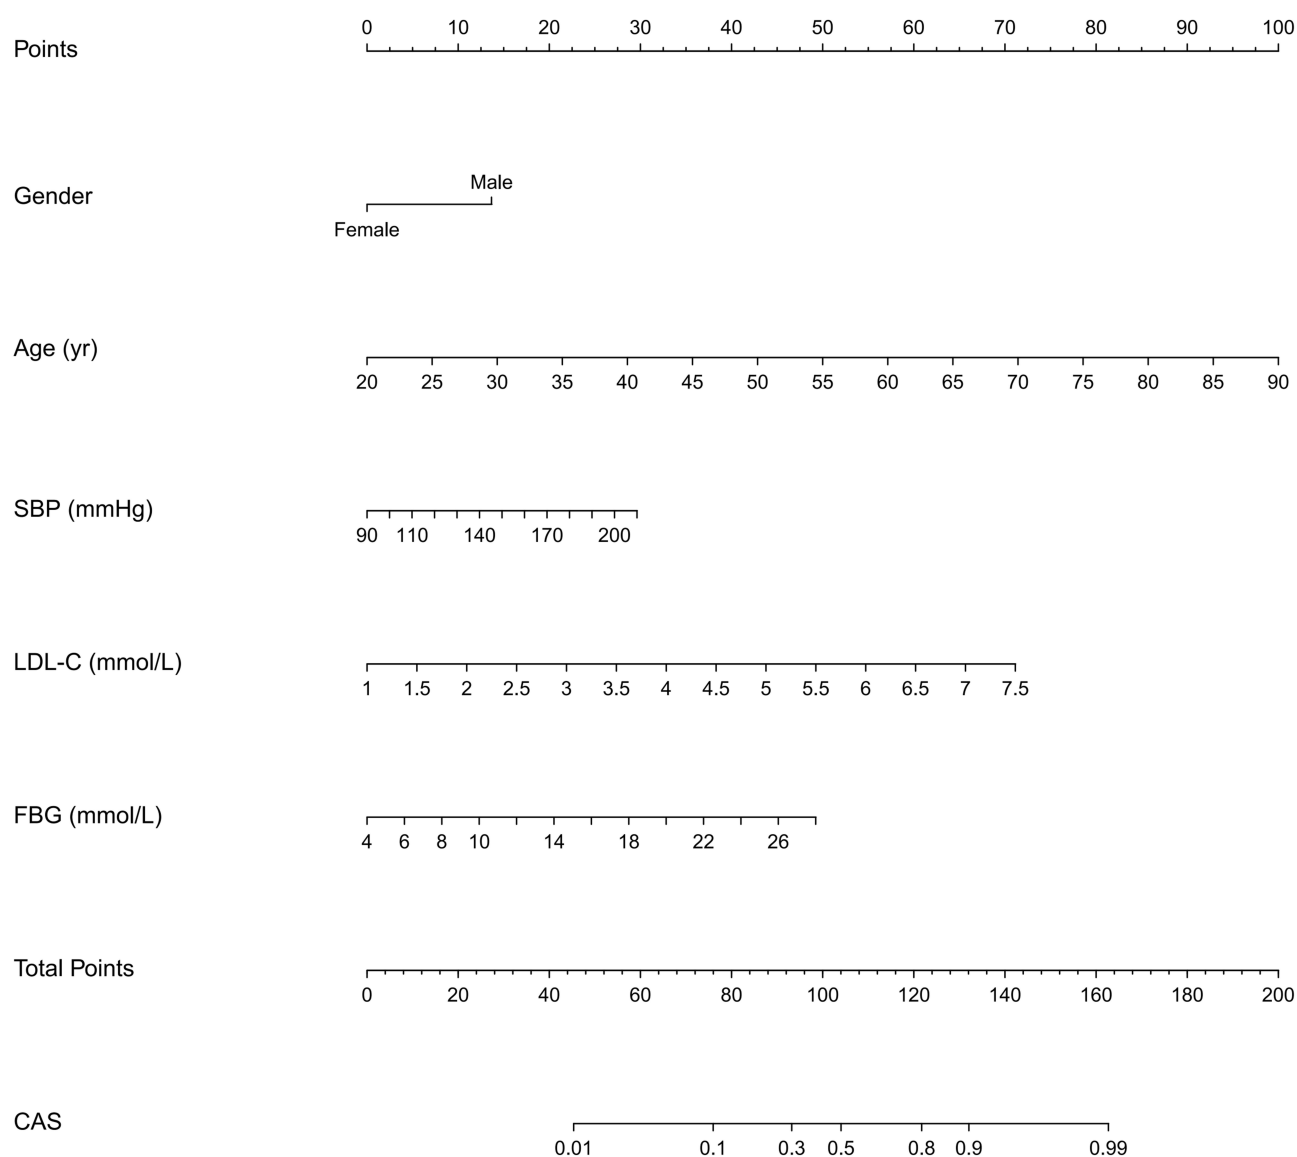 0 10 20 30 40 50 60 70 80 90 100
Points
Male
Gender
Female
Age (yr)
20 25 30 35 40 45 50 55 60 65 70 75 80 85 90
SBP (mmHg)
90 110 140 170 200
LDL-C (mmol/L)
1 1.5 2 2.5 3 3.5 4 4.5 5 5.5 6 6.5 7 7.5
FBG (mmol/L)
4 6 8 10 14 18 22 26
Total Points
0 20 40 60 80 100 120 140 160 180 200
CAS
0.01 0.1 0.3 0.5 0.8 0.9 0.99